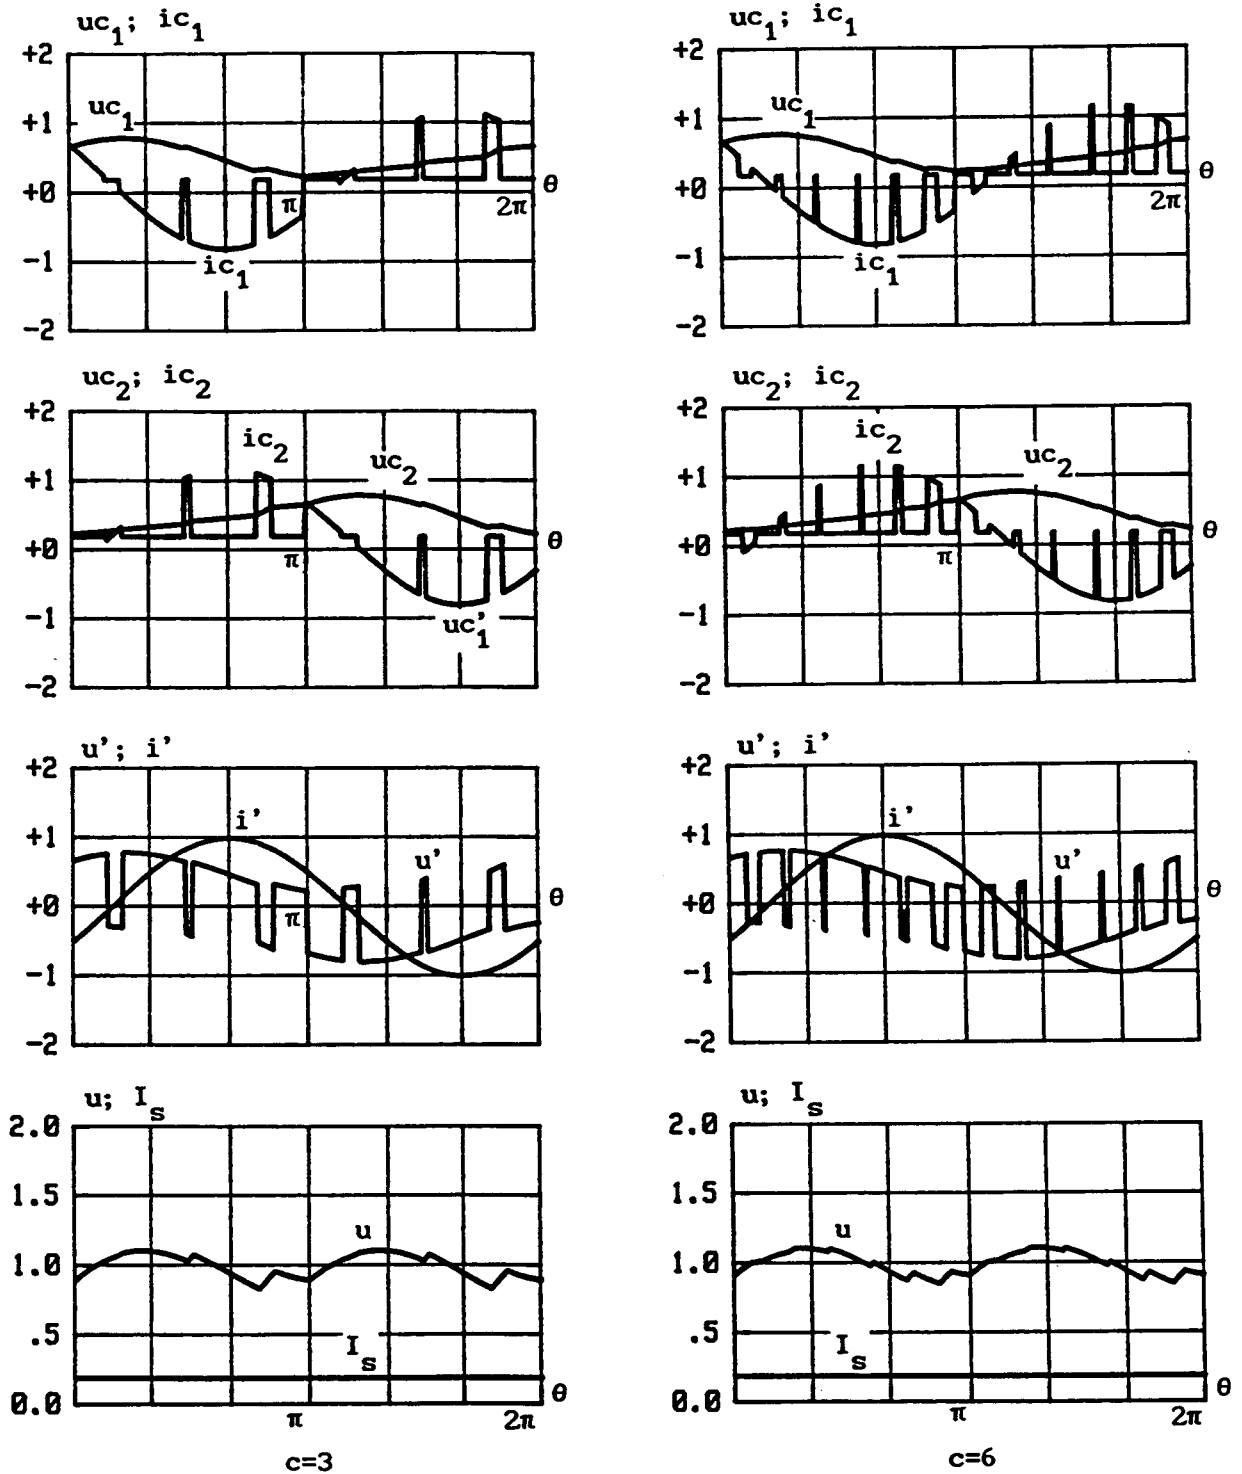 uc₁; ic₁
+2
uc₁
+1
+0
θ
π
2π
-1
ic₁
-2
uc₁; ic₁
+2
uc₁
+1
+0
θ
2π
-1
ic₁
-2
uc₂; ic₂
+2
ic₂
uc₂
+1
+0
θ
π
-1
uc'₁
-2
uc₂; ic₂
+2
ic₂
uc₂
+1
+0
θ
π
-1
-2
u'; i'
+2
i'
+1
u'
+0
θ
π
-1
-2
u'; i'
+2
i'
+1
u'
+0
θ
-1
-2
u; Iₛ
2.0
1.5
u
1.0
.5
Iₛ
0.0
θ
π
2π
c=3
u; Iₛ
2.0
1.5
u
1.0
.5
Iₛ
0.0
θ
π
2π
c=6